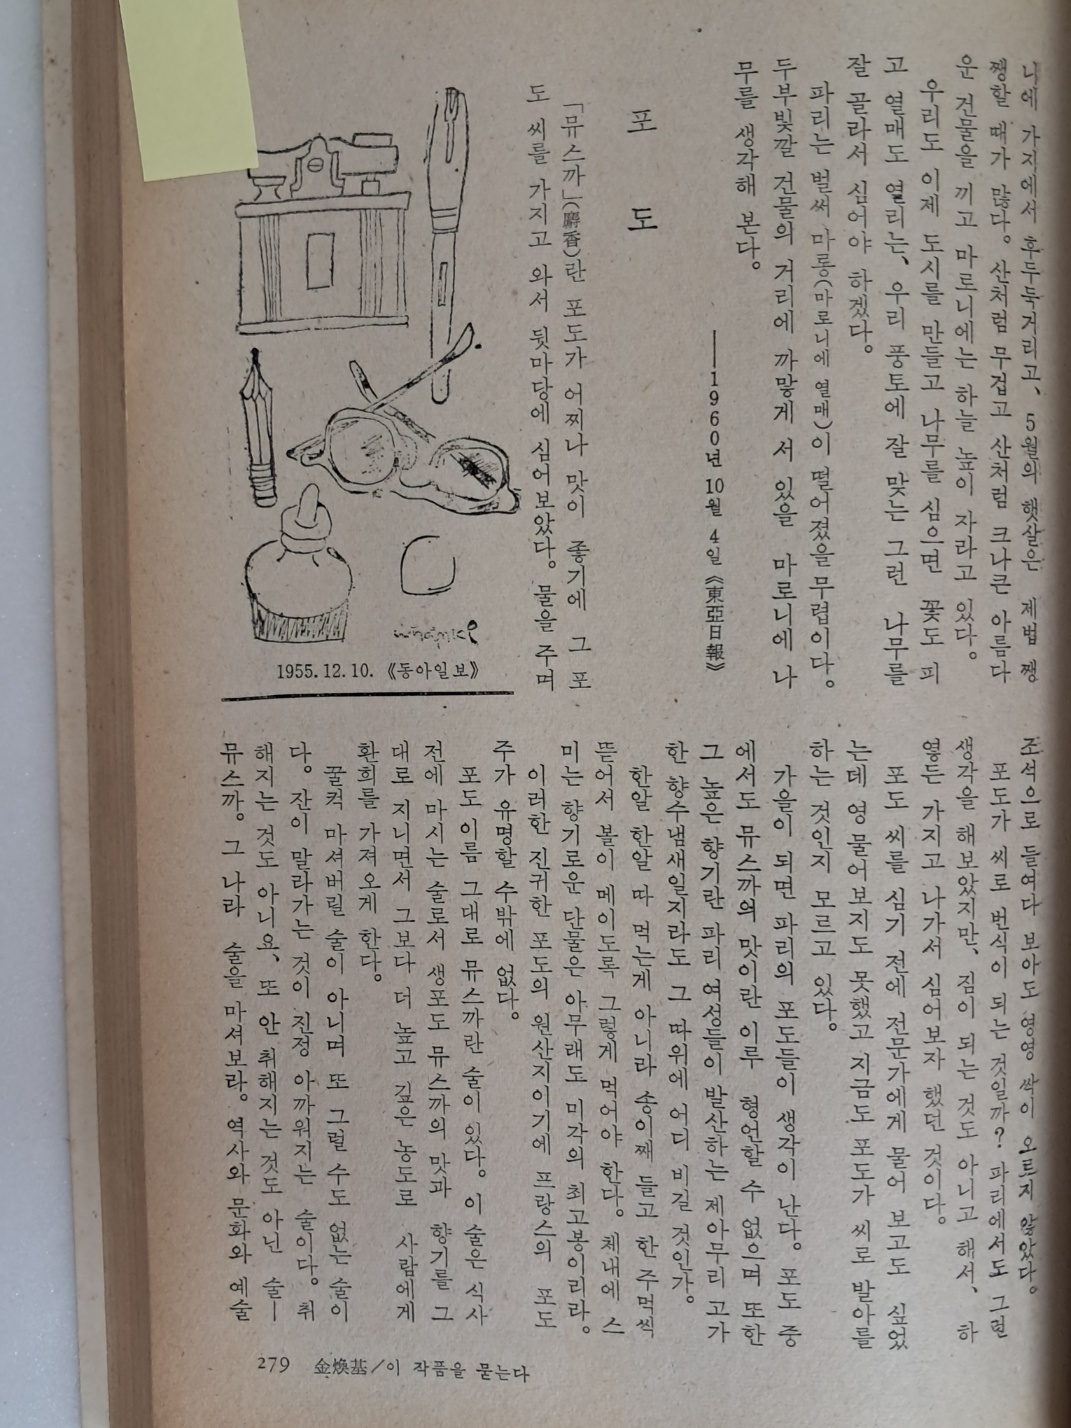 니에 가지에서 후두둑거리고、5월의 햇살은 제법 쨍
쨍할 때가 많다。산처럼 무겁고 산처럼 크나큰 아름다
운 건물을 끼고 마로니에는 하늘 높이 자라고 있다。
우리도 이제 도시를 만들고 나무를 심으면 꽃도 피
고 열매도 열리는、우리 풍토에 잘 맞는 그런 나무를
잘 골라서 심어야 하겠다。
파리는 벌써 마롱(마로니에 열매)이 떨어졌을 무렵이다。
두부빛깔 건물의 거리에 까맣게 서 있을 마로니에 나
무를 생각해 본다。
──1960년 10월 4일 《東亞日報》
포도
「뮤스까」(麝香)란 포도가 어찌나 맛이 좋기에 그 포
도 씨를 가지고 와서 뒷마당에 심어보았다。물을 주며
whanki
1955.12.10. 《동아일보》
조석으로 들여다 보아도 영영 싹이 오르지 않았다。
포도가 씨로 번식이 되는 것일까? 파리에서도 그런
생각을 해보았지만、짐이 되는 것도 아니고 해서、하
옇든 가지고 나가서 심어보자 했던 것이다。
포도 씨를 심기 전에 전문가에게 물어 보고도 싶었
는데 영 물어보지도 못했고 지금도 포도가 씨로 발아를
하는 것인지 모르고 있다。
가을이 되면 파리의 포도들이 생각이 난다。포도 중
에서도 뮤스까의 맛이란 이루 형언할 수 없으며 또한
그 높은 향기란 파리 여성들이 발산하는 제아무리 고가
한 향수냄새일지라도 그 따위에 어디 비길 것인가。
한알 한알 따 먹는게 아니라 송이째 들고 한 주먹씩
뜯어서 볼이 메이도록 그렇게 먹어야 한다。체내에 스
미는 향기로운 단물은 아무래도 미각의 최고봉이리라。
이러한 진귀한 포도의 원산지이기에 프랑스의 포도
주가 유명할 수밖에 없다。
포도 이름 그대로 뮤스까란 술이 있다。이 술은 식사
전에 마시는 술로서 생포도 뮤스까의 맛과 향기를 그
대로 지니면서 그보다 더 높고 깊은 농도로 사람에게
환희를 가져 오게 한다。
꿀꺽 마셔버릴 술이 아니며 또 그럴 수도 없는 술이
다。잔이 말라가는 것이 진정 아까워지는 술이다。취
해지는 것도 아니요、또 안 취해지는 것도 아닌 술─
뮤스까。그 나라 술을 마셔보라。역사와 문화와 예술
279 金煥基/이 작품을 묻는다